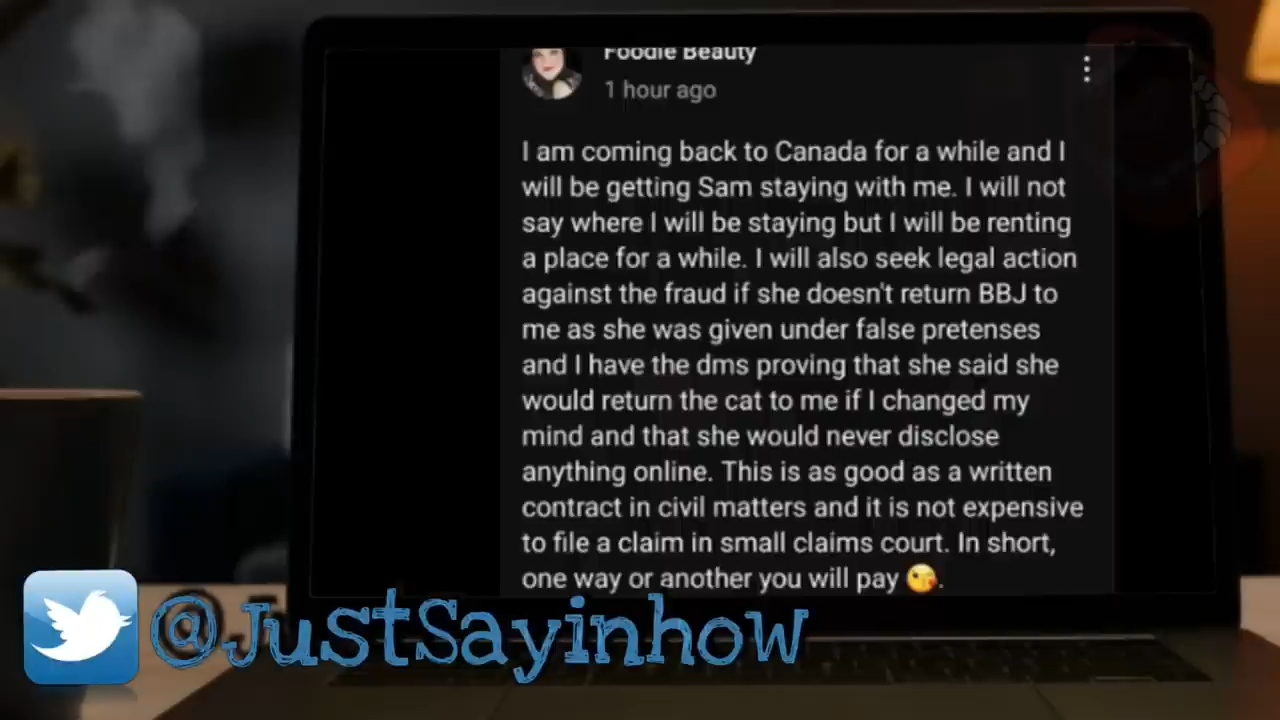 Foodie Beauty
1 hour ago
I am coming back to Canada for a while and I
will be getting Sam staying with me. I will not
say where I will be staying but I will be renting
a place for a while. I will also seek legal action
against the fraud if she doesn't return BBJ to
me as she was given under false pretenses
and I have the dms proving that she said she
would return the cat to me if I changed my
mind and that she would never disclose
anything online. This is as good as a written
contract in civil matters and it is not expensive
to file a claim in small claims court. In short,
one way or another you will pay 😘.
@JustSayinhow